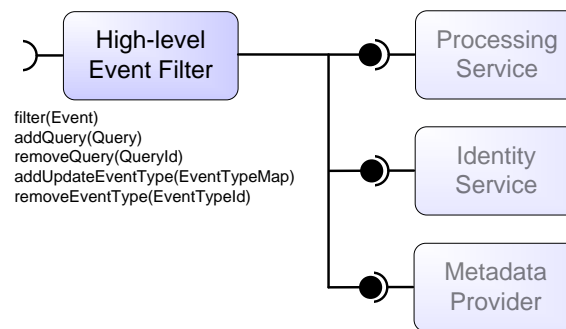 High-level
Event Filter
filter(Event)
addQuery(Query)
removeQuery(QueryId)
addUpdateEventType(EventTypeMap)
removeEventType(EventTypeId)
Processing
Service
Identity
Service
Metadata
Provider